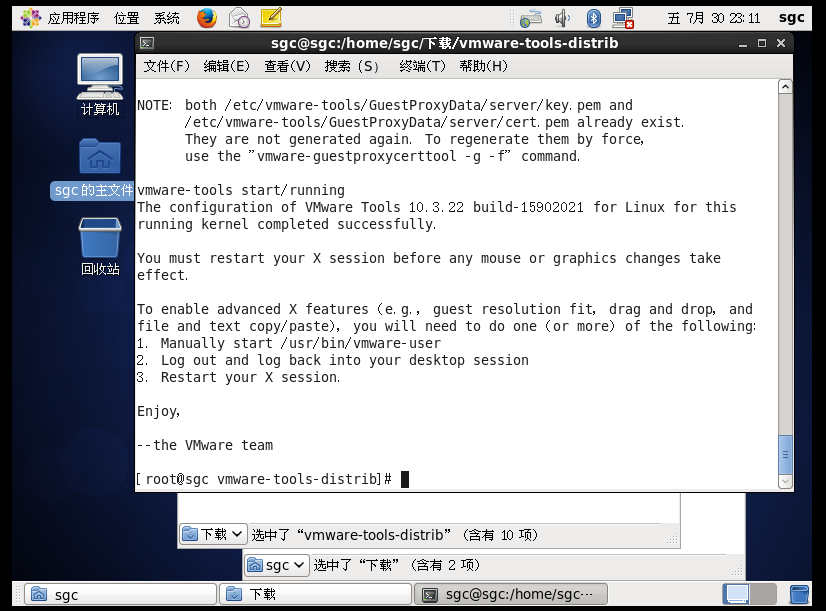 应用程序 位置 系统 五 7月 30 23:11 sgc
sgc@sgc:/home/sgc/下载/vmware-tools-distrib
文件(F) 编辑(E) 查看(V) 搜索 (S) 终端(T) 帮助(H)
计算机
sgc 的主文件
回收站
NOTE: both /etc/vmware-tools/GuestProxyData/server/key.pem and
/etc/vmware-tools/GuestProxyData/server/cert.pem already exist.
They are not generated again. To regenerate them by force,
use the "vmware-guestproxycerttool -g -f" command.
vmware-tools start/running
The configuration of VMware Tools 10.3.22 build-15902021 for Linux for this
running kernel completed successfully.
You must restart your X session before any mouse or graphics changes take
effect.
To enable advanced X features (e.g., guest resolution fit, drag and drop, and
file and text copy/paste), you will need to do one (or more) of the following:
1. Manually start /usr/bin/vmware-user
2. Log out and log back into your desktop session
3. Restart your X session.
Enjoy,
--the VMware team
[root@sgc vmware-tools-distrib]#
下载 选中了“vmware-tools-distrib” (含有 10 项)
sgc 选中了“下载” (含有 2 项)
sgc 下载 sgc@sgc:/home/sgc···